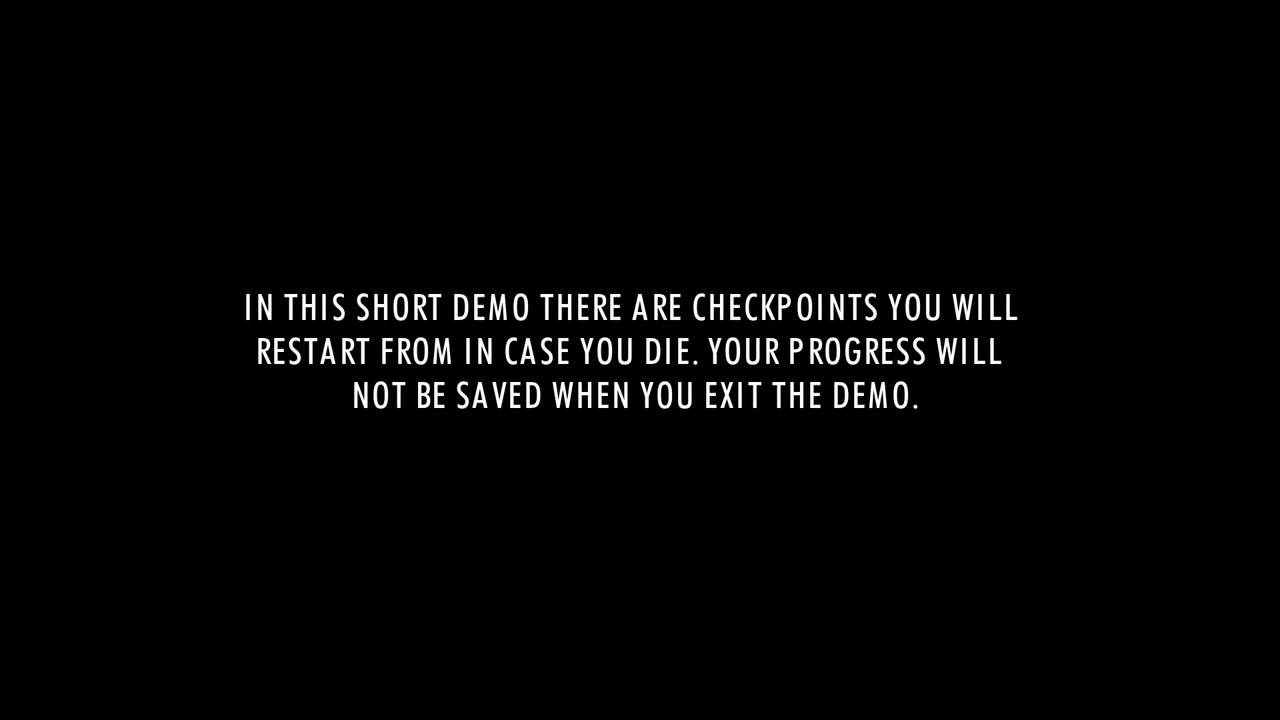 IN THIS SHORT DEMO THERE ARE CHECKPOINTS YOU WILL
RESTART FROM IN CASE YOU DIE. YOUR PROGRESS WILL
NOT BE SAVED WHEN YOU EXIT THE DEMO.